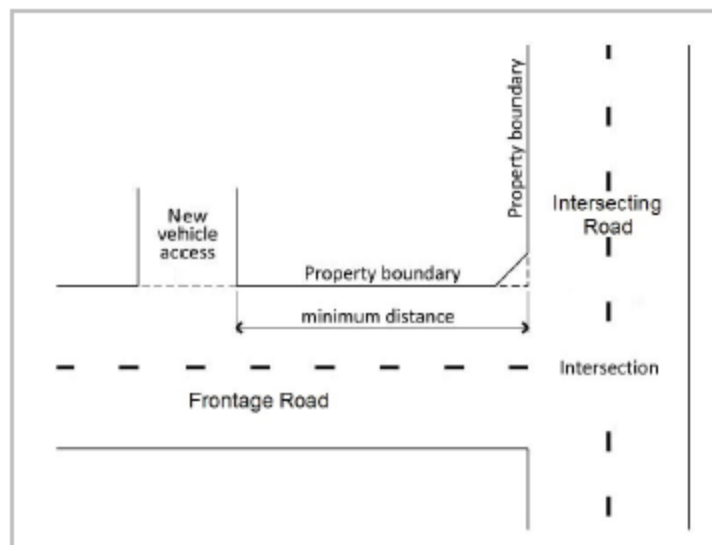 Property boundary
Intersecting
Road
New
vehicle
access
Property boundary
minimum distance
Intersection
Frontage Road